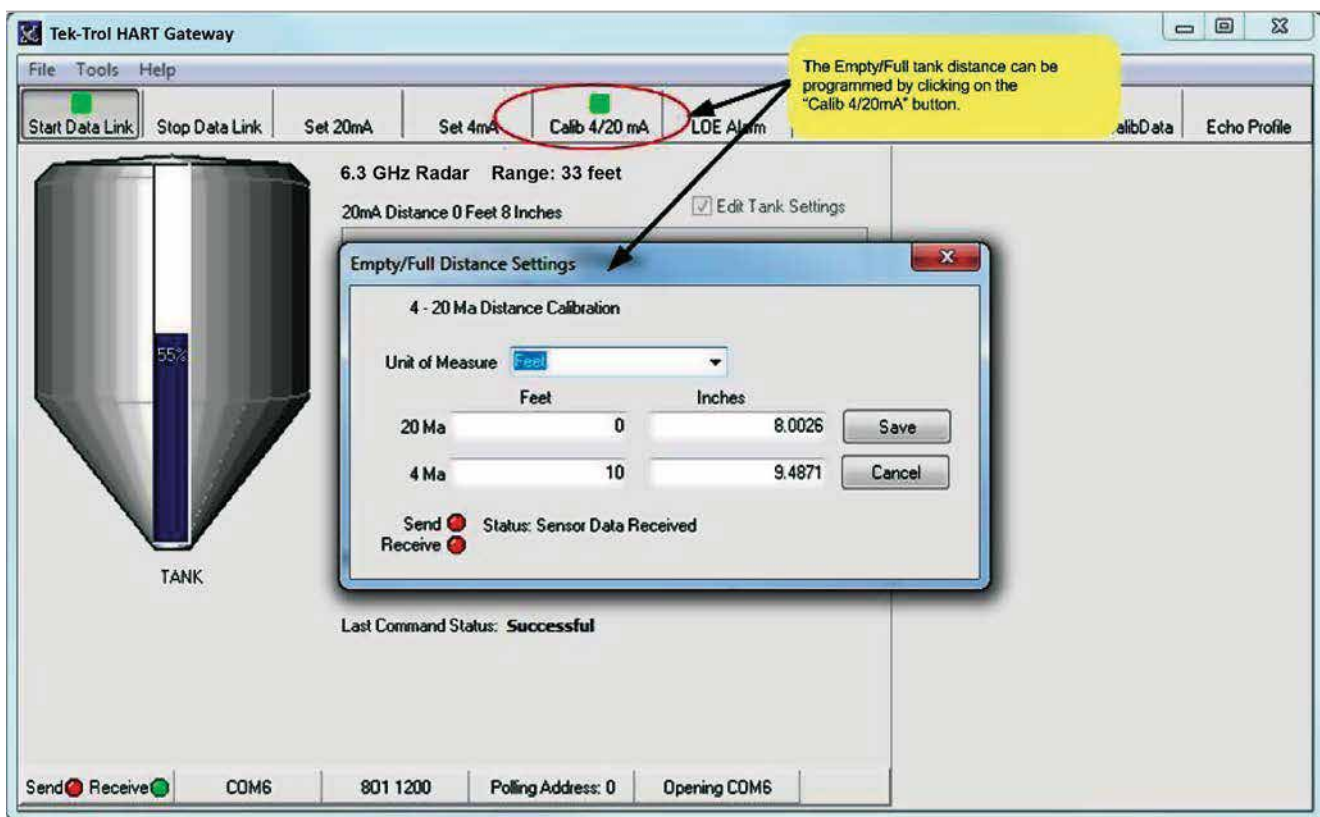 Tek-Trol HART Gateway
File Tools Help
The Empty/Full tank distance can be
programmed by clicking on the
"Calib 4/20mA" button.
Start Data Link Stop Data Link Set 20mA Set 4mA Calib 4/20 mA LOE Alarm Echo Profile
6.3 GHz Radar Range: 33 feet
20mA Distance 0 Feet 8 Inches Edit Tank Settings
Empty/Full Distance Settings
4 - 20 Ma Distance Calibration
Unit of Measure Feet
Feet Inches
20 Ma 0 8.0026 Save
4 Ma 10 9.4871 Cancel
Send Status: Sensor Data Received
Receive
55%
TANK
Last Command Status: Successful
Send Receive COM6 8O1 1200 Polling Address: 0 Opening COM6